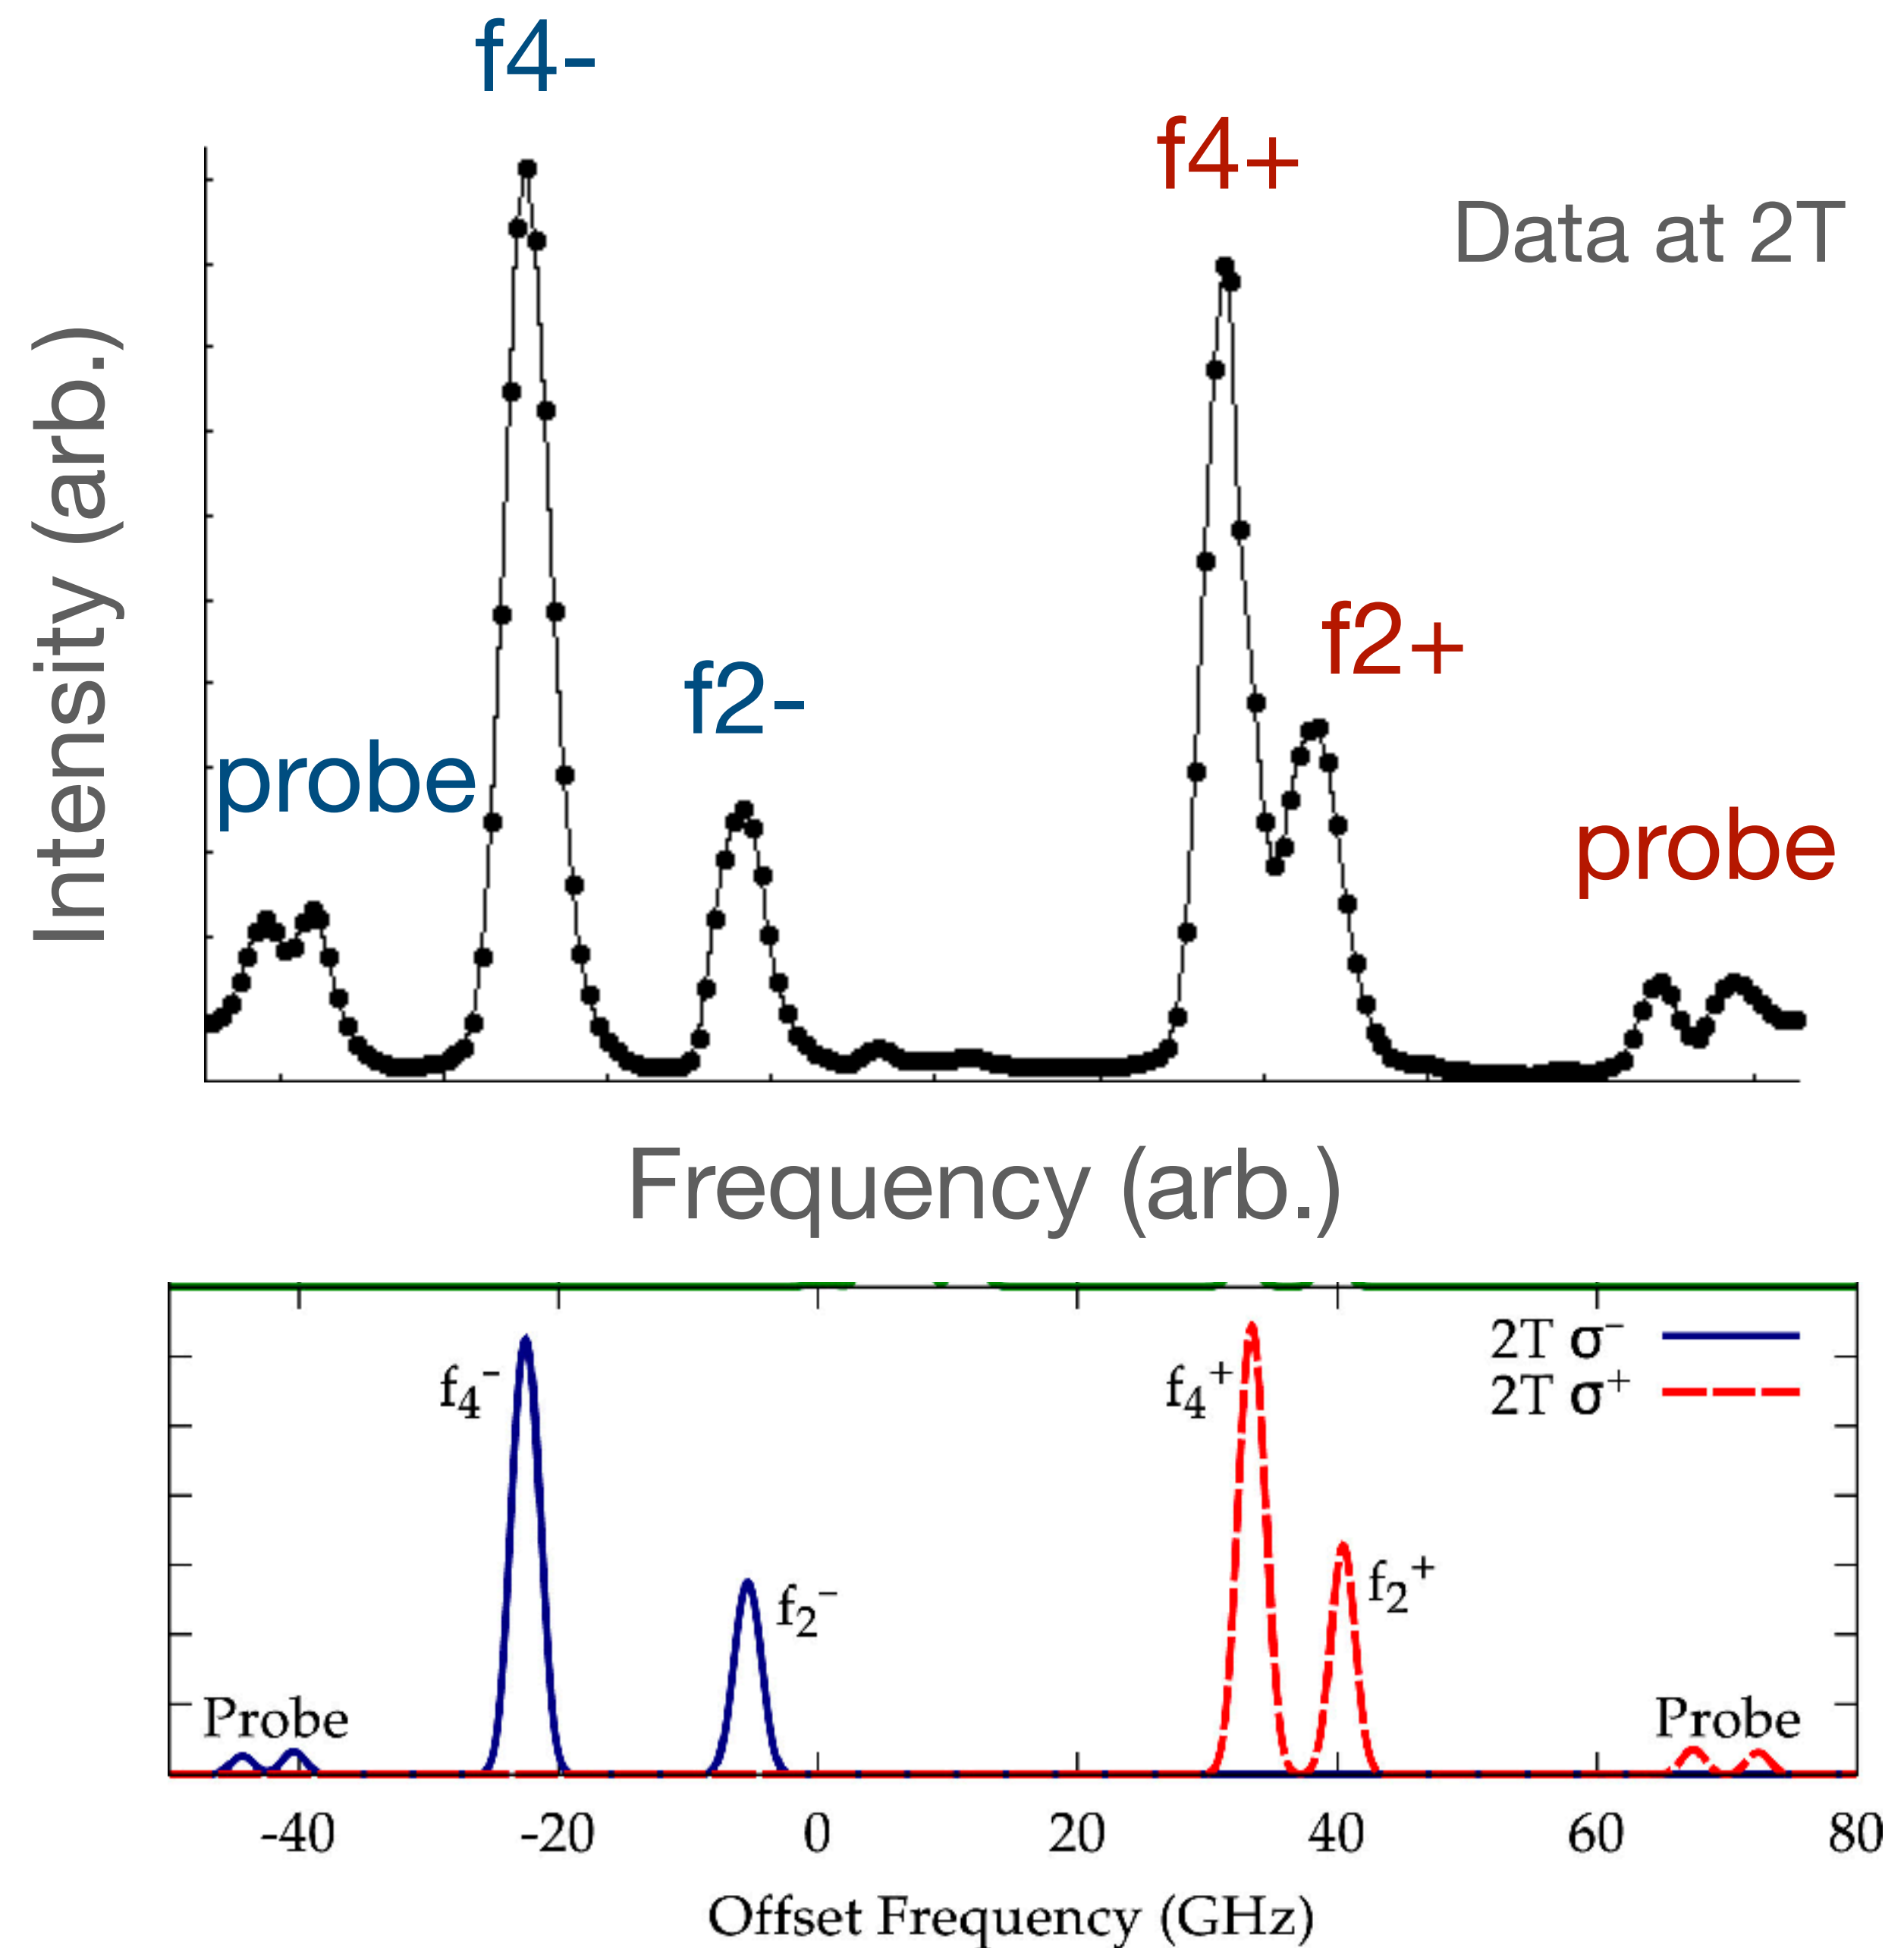 f4-
f4+
Data at 2T
Intensity (arb.)
f2+
f2-
probe
probe
Frequency (arb.)
2T σ⁻
f₄⁻
f₄⁺
2T σ⁺
f₂⁻
f₂⁺
Probe
Probe
-40 -20 0 20 40 60 80
Offset Frequency (GHz)